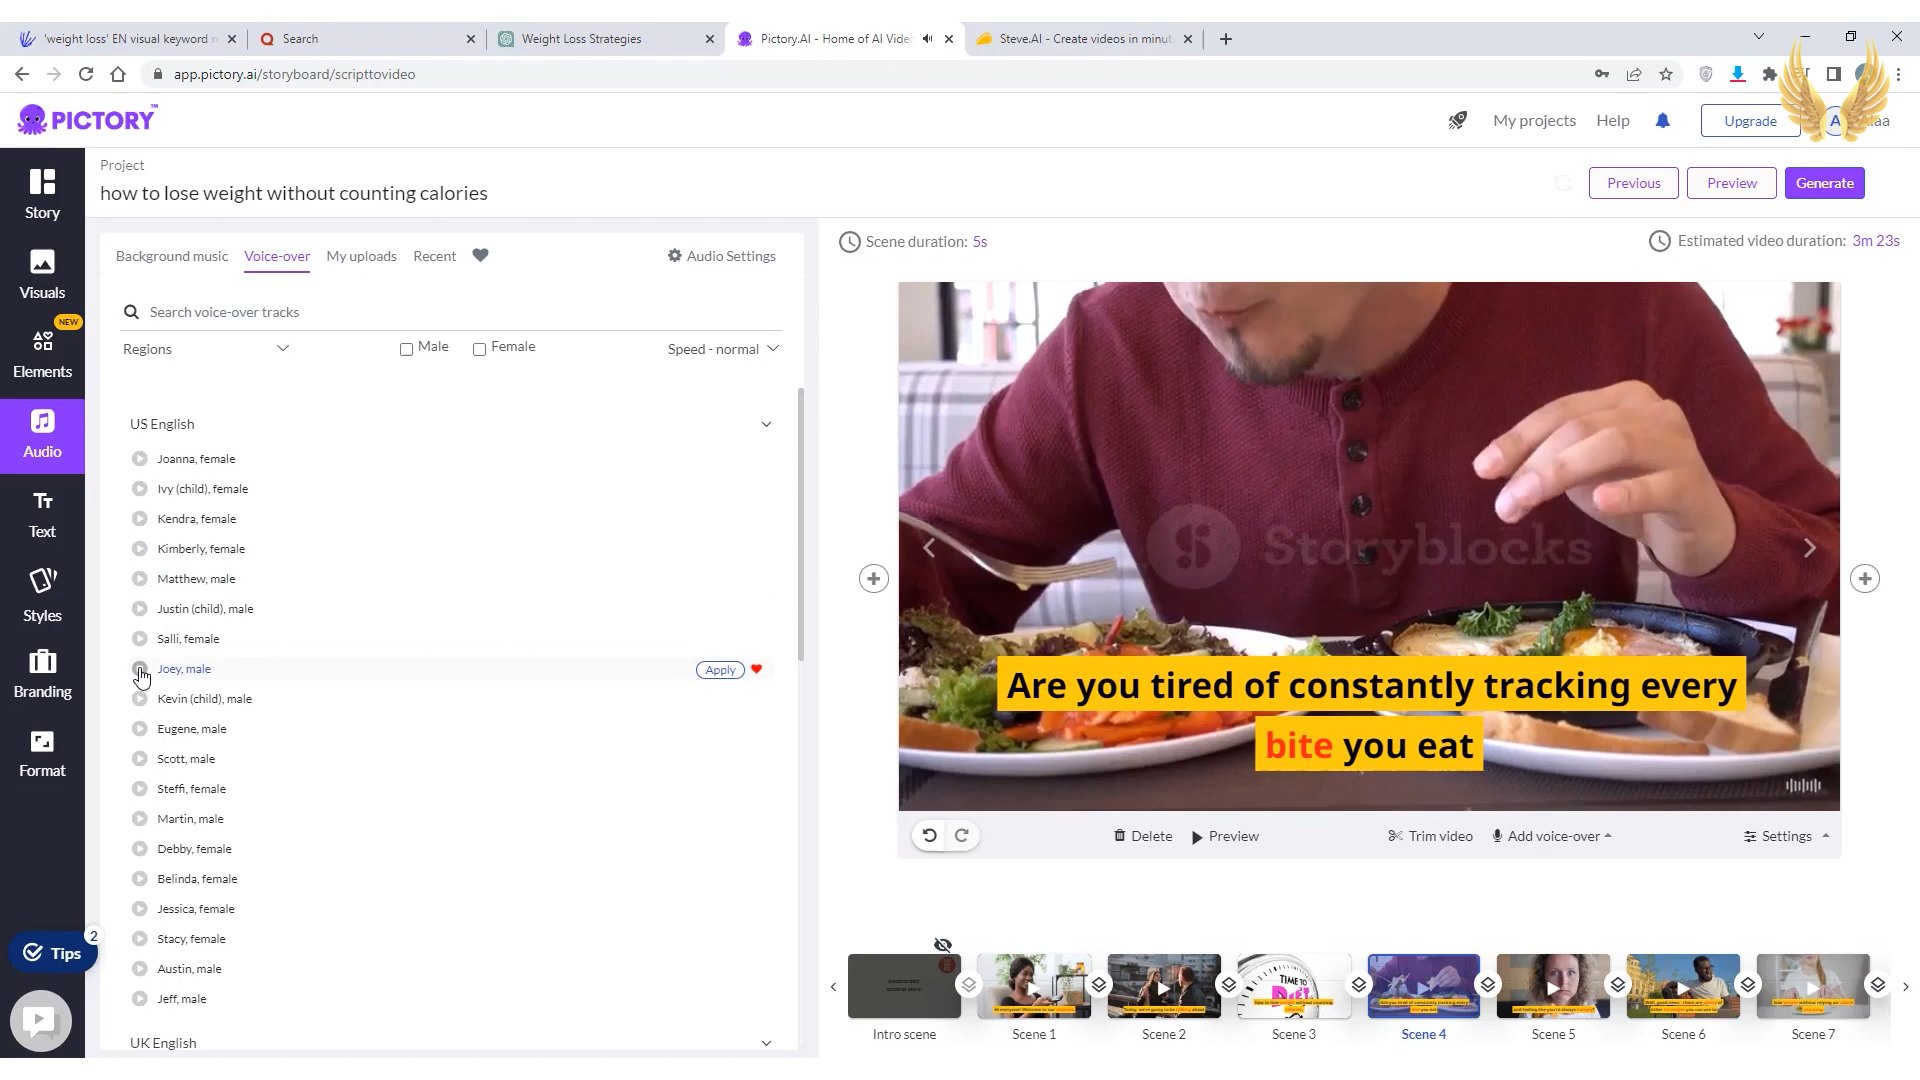 'weight loss' EN visual keyword
Search
Weight Loss Strategies
Pictory.AI - Home of AI Vide
Steve.AI - Create videos in minut
app.pictory.ai/storyboard/scripttovideo
PICTORY™
My projects
Help
Upgrade
A
Project
how to lose weight without counting calories
Previous
Preview
Generate
Story
Visuals
NEW
Elements
Audio
Text
Styles
Branding
Format
2
Tips
Background music
Voice-over
My uploads
Recent
Audio Settings
Search voice-over tracks
Regions
Male
Female
Speed - normal
US English
Joanna, female
Ivy (child), female
Kendra, female
Kimberly, female
Matthew, male
Justin (child), male
Salli, female
Joey, male
Apply
Kevin (child), male
Eugene, male
Scott, male
Steffi, female
Martin, male
Debby, female
Belinda, female
Jessica, female
Stacy, female
Austin, male
Jeff, male
UK English
Scene duration: 5s
Estimated video duration: 3m 23s
Storyblocks
Are you tired of constantly tracking every
bite you eat
Delete
Preview
Trim video
Add voice-over
Settings
TIME TO
Intro scene
Scene 1
Scene 2
Scene 3
Scene 4
Scene 5
Scene 6
Scene 7